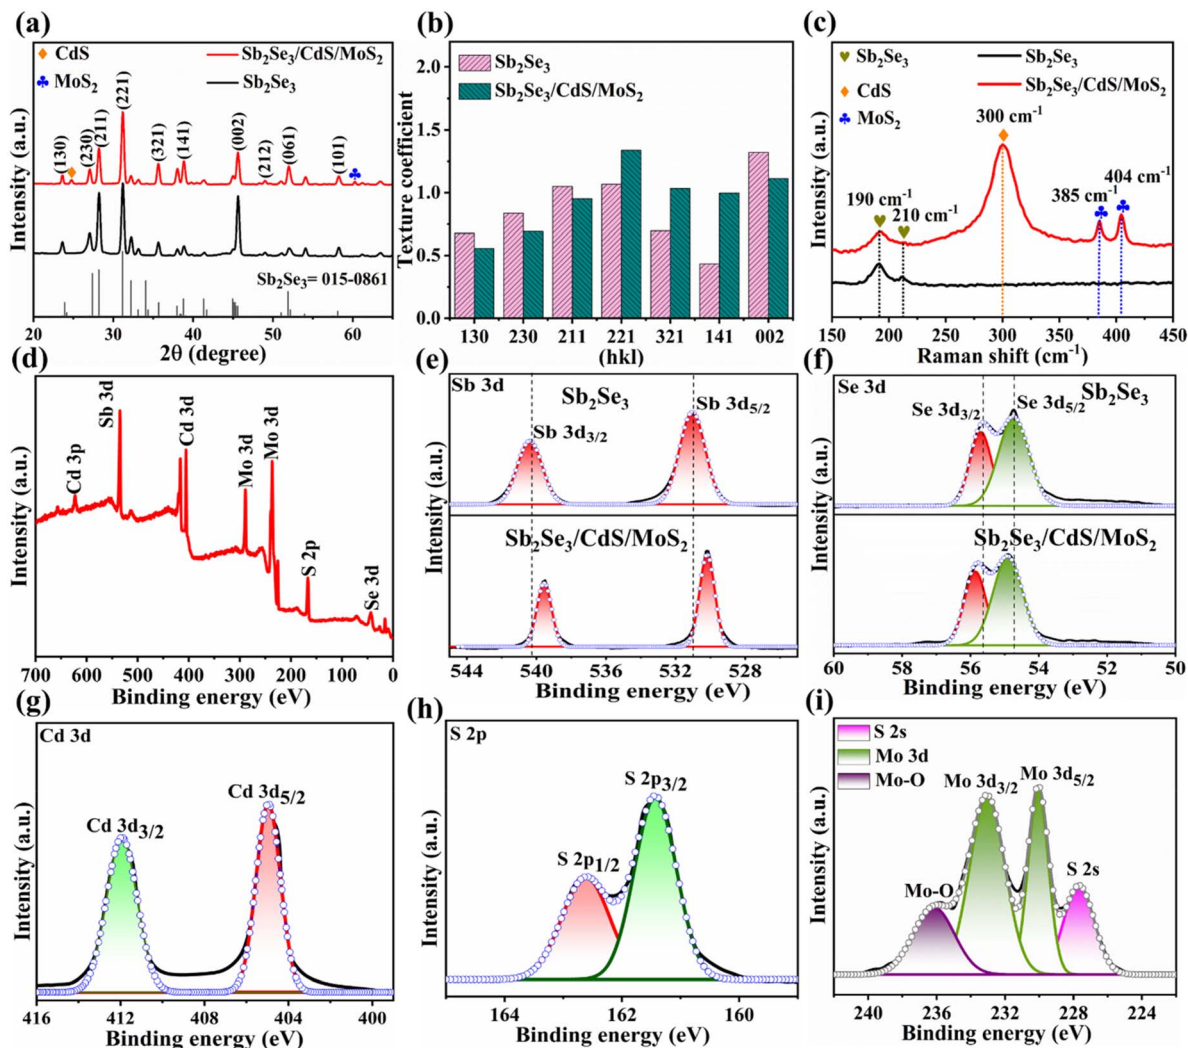 (a)
CdS
MoS₂
Sb₂Se₃/CdS/MoS₂
Sb₂Se₃
(130)
(230)
(211)
(221)
(321)
(141)
(002)
(212)
(061)
(101)
Sb₂Se₃= 015-0861
Intensity (a.u.)
20 30 40 50 60
2θ (degree)
(b)
Sb₂Se₃
Sb₂Se₃/CdS/MoS₂
Texture coefficient
2.0
1.5
1.0
0.5
0.0
130 230 211 221 321 141 002
(hkl)
(c)
Sb₂Se₃
CdS
MoS₂
Sb₂Se₃
Sb₂Se₃/CdS/MoS₂
300 cm⁻¹
190 cm⁻¹
210 cm⁻¹
385 cm⁻¹
404 cm⁻¹
Intensity (a.u.)
150 200 250 300 350 400 450
Raman shift (cm⁻¹)
(d)
Cd 3p
Sb 3d
Cd 3d
Mo 3d
Mo 3d
S 2p
Se 3d
Intensity (a.u.)
700 600 500 400 300 200 100 0
Binding energy (eV)
(e)
Sb 3d
Sb₂Se₃
Sb 3d₃/₂
Sb 3d₅/₂
Sb₂Se₃/CdS/MoS₂
Intensity (a.u.)
544 540 536 532 528
Binding energy (eV)
(f)
Se 3d
Se 3d₃/₂
Se 3d₅/₂
Sb₂Se₃
Sb₂Se₃/CdS/MoS₂
Intensity (a.u.)
60 58 56 54 52 50
Binding energy (eV)
(g)
Cd 3d
Cd 3d₃/₂
Cd 3d₅/₂
Intensity (a.u.)
416 412 408 404 400
Binding energy (eV)
(h)
S 2p
S 2p₁/₂
S 2p₃/₂
Intensity (a.u.)
164 162 160
Binding energy (eV)
(i)
S 2s
Mo 3d
Mo-O
Mo-O
Mo 3d₃/₂
Mo 3d₅/₂
S 2s
Intensity (a.u.)
240 236 232 228 224
Binding energy (eV)